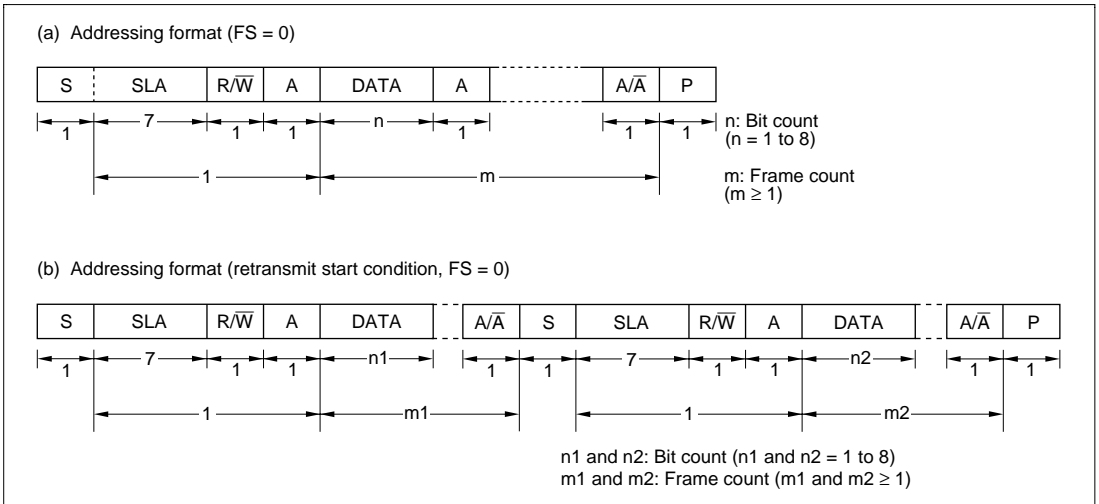 (a) Addressing format (FS = 0)
S SLA R/W̅ A DATA A A/A̅ P
1 7 1 1 n 1 1 1
n: Bit count
(n = 1 to 8)
1 m
m: Frame count
(m ≥ 1)
(b) Addressing format (retransmit start condition, FS = 0)
S SLA R/W̅ A DATA A/A̅ S SLA R/W̅ A DATA A/A̅ P
1 7 1 1 n1 1 1 7 1 1 n2 1 1
1 m1 1 m2
n1 and n2: Bit count (n1 and n2 = 1 to 8)
m1 and m2: Frame count (m1 and m2 ≥ 1)